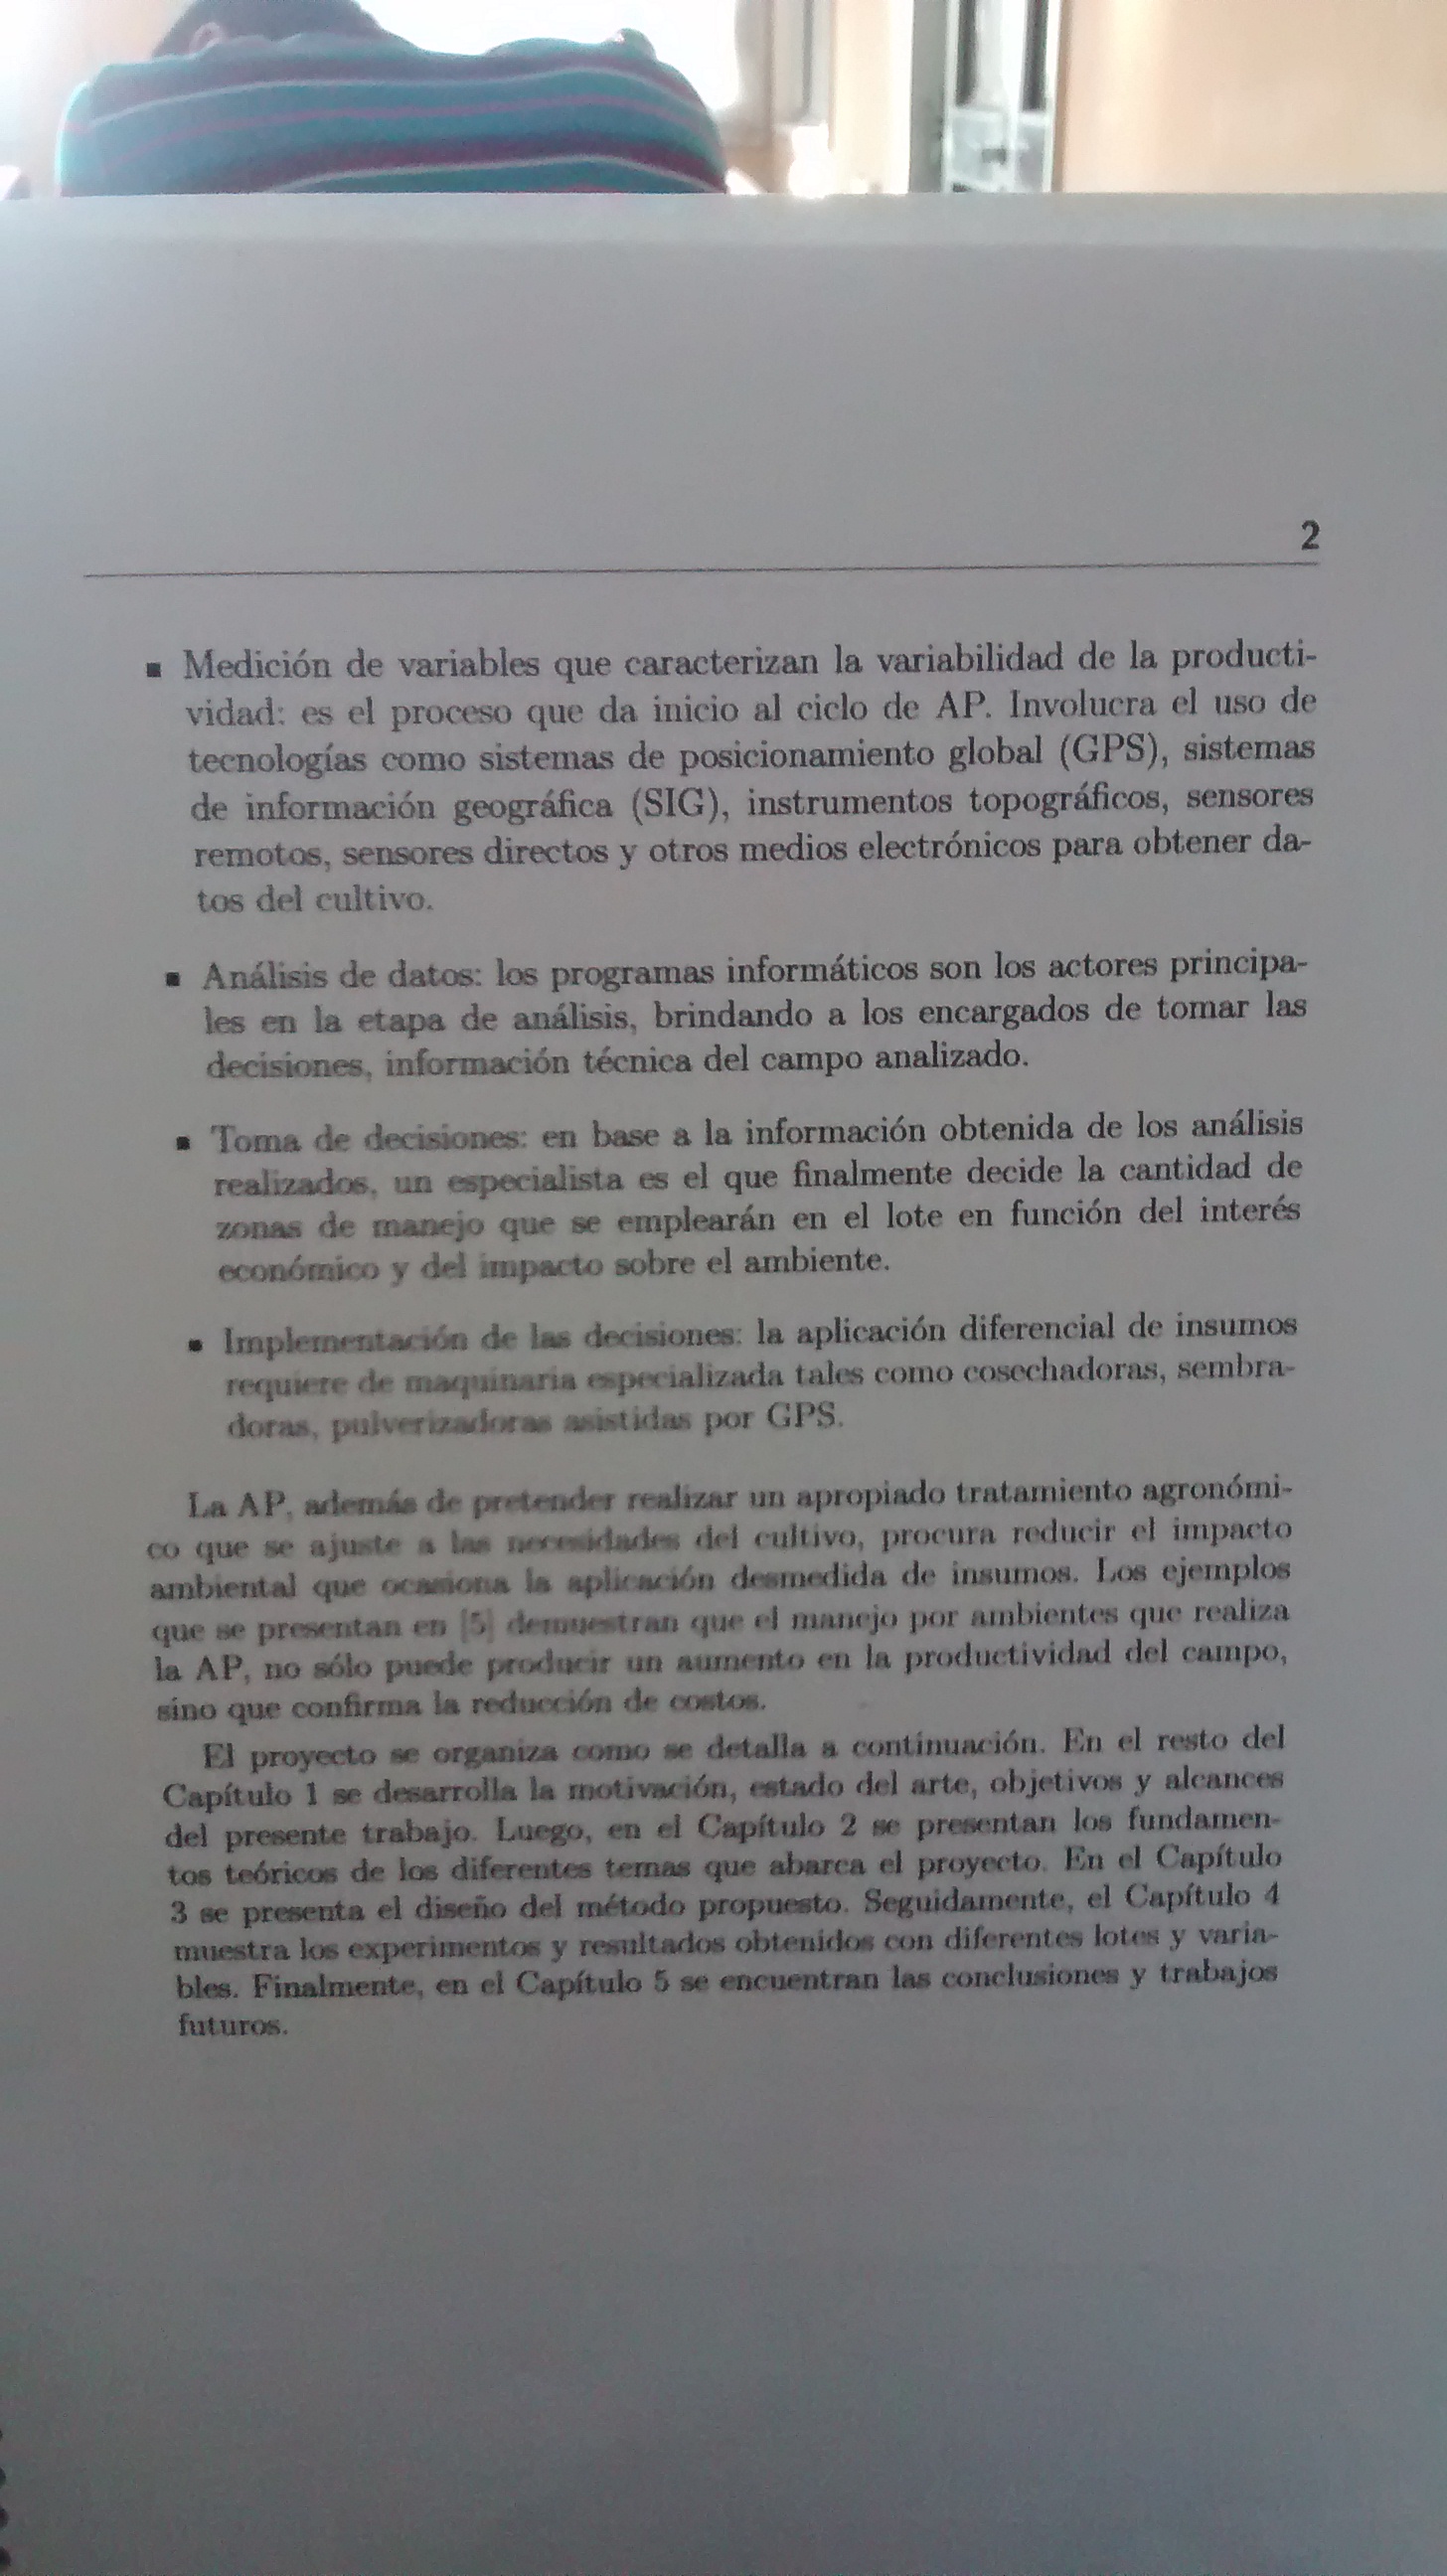 2
▪ Medición de variables que caracterizan la variabilidad de la producti-
vidad: es el proceso que da inicio al ciclo de AP. Involucra el uso de
tecnologías como sistemas de posicionamiento global (GPS), sistemas
de información geográfica (SIG), instrumentos topográficos, sensores
remotos, sensores directos y otros medios electrónicos para obtener da-
tos del cultivo.
▪ Análisis de datos: los programas informáticos son los actores principa-
les en la etapa de análisis, brindando a los encargados de tomar las
decisiones, información técnica del campo analizado.
▪ Toma de decisiones: en base a la información obtenida de los análisis
realizados, un especialista es el que finalmente decide la cantidad de
zonas de manejo que se emplearán en el lote en función del interés
económico y del impacto sobre el ambiente.
▪ Implementación de las decisiones: la aplicación diferencial de insumos
requiere de maquinaria especializada tales como cosechadoras, sembra-
doras, pulverizadoras asistidas por GPS.
La AP, además de pretender realizar un apropiado tratamiento agronómi-
co que se ajuste a las necesidades del cultivo, procura reducir el impacto
ambiental que ocasiona la aplicación desmedida de insumos. Los ejemplos
que se presentan en [5] demuestran que el manejo por ambientes que realiza
la AP, no sólo puede producir un aumento en la productividad del campo,
sino que confirma la reducción de costos.
El proyecto se organiza como se detalla a continuación. En el resto del
Capítulo 1 se desarrolla la motivación, estado del arte, objetivos y alcances
del presente trabajo. Luego, en el Capítulo 2 se presentan los fundamen-
tos teóricos de los diferentes temas que abarca el proyecto. En el Capítulo
3 se presenta el diseño del método propuesto. Seguidamente, el Capítulo 4
muestra los experimentos y resultados obtenidos con diferentes lotes y varia-
bles. Finalmente, en el Capítulo 5 se encuentran las conclusiones y trabajos
futuros.